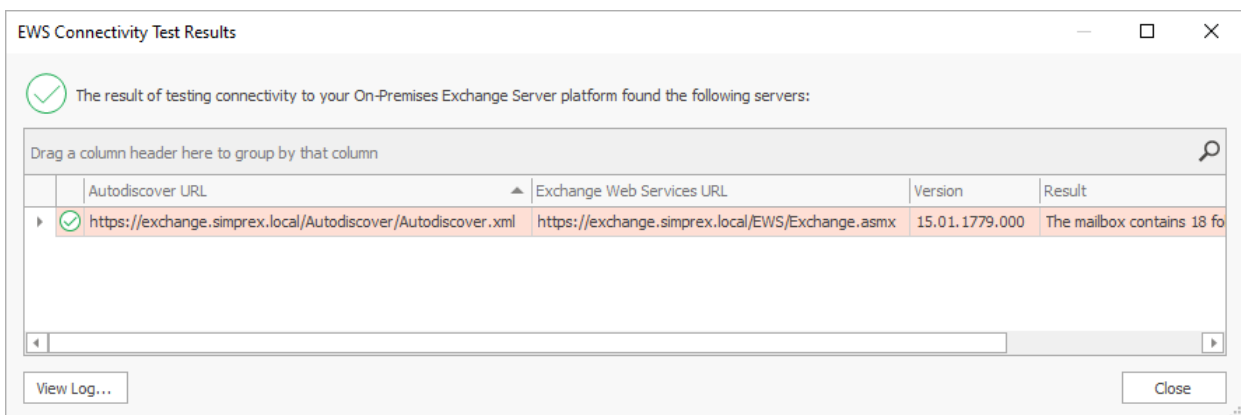 EWS Connectivity Test Results
The result of testing connectivity to your On-Premises Exchange Server platform found the following servers:
Drag a column header here to group by that column
Autodiscover URL Exchange Web Services URL Version Result
https://exchange.simprex.local/Autodiscover/Autodiscover.xml https://exchange.simprex.local/EWS/Exchange.asmx 15.01.1779.000 The mailbox contains 18 fo
View Log... Close